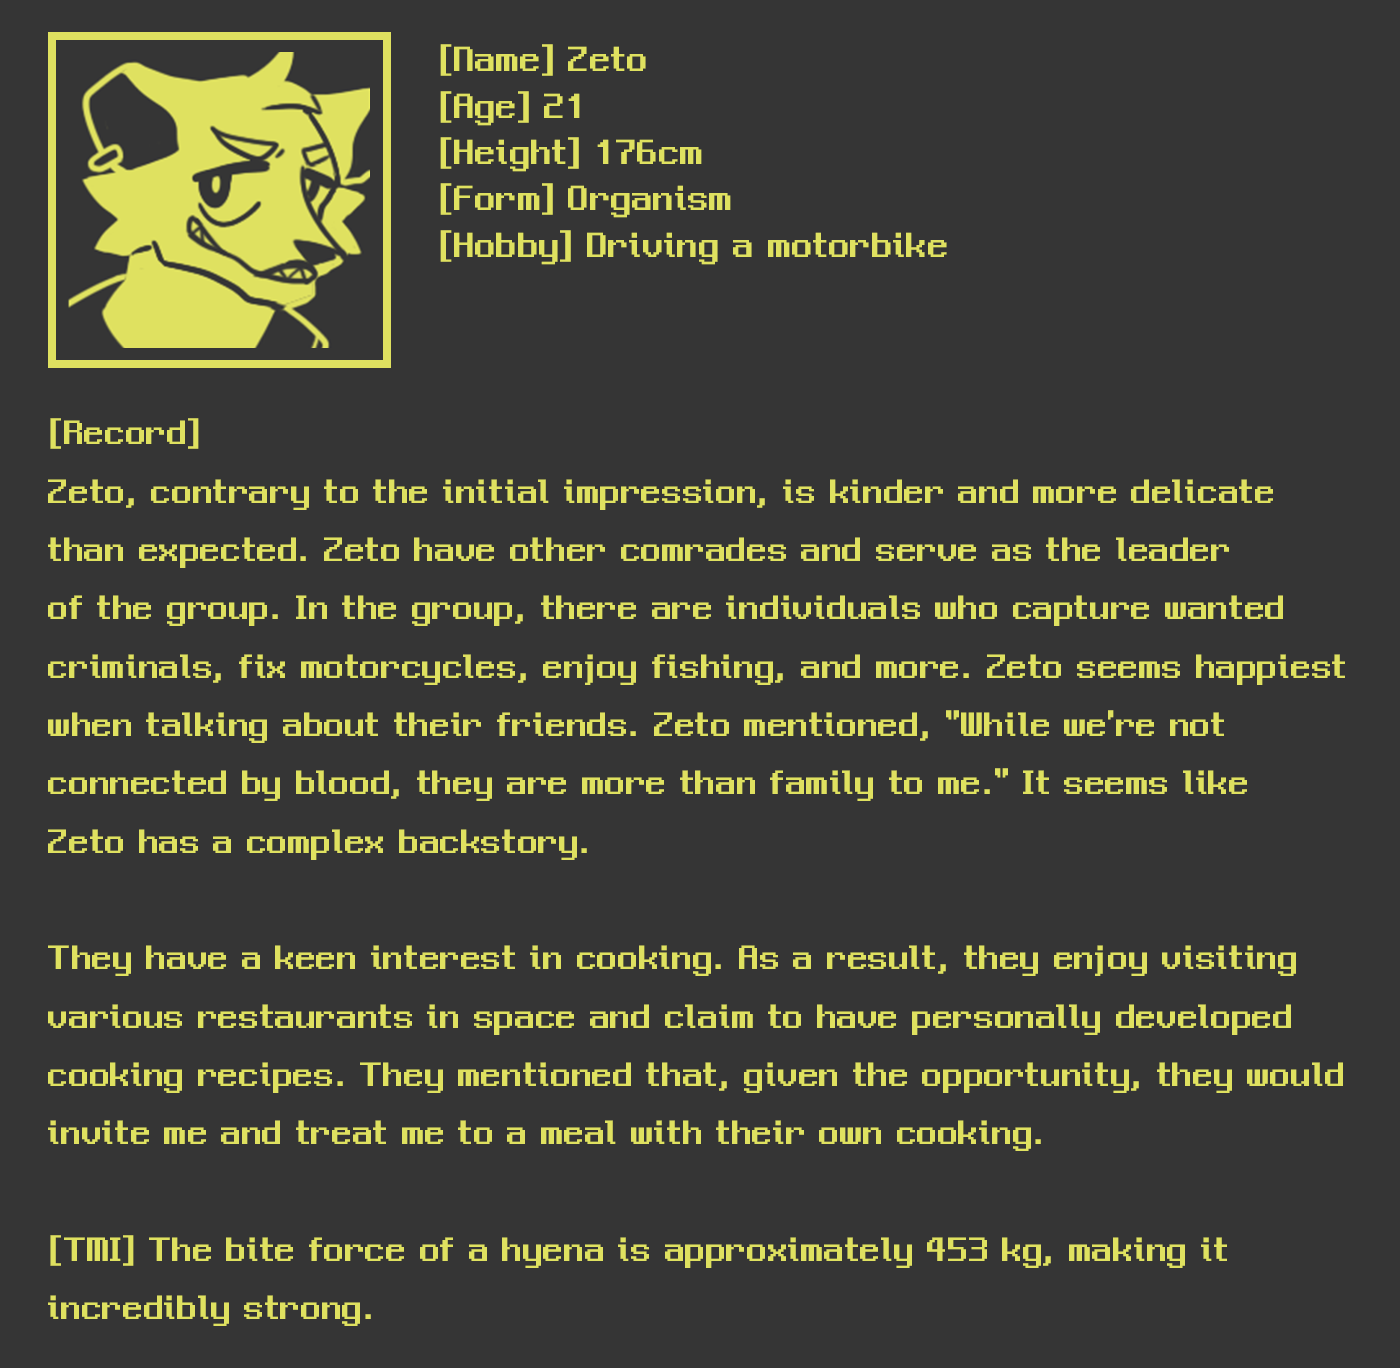 [Name] Zeto
[Age] 21
[Height] 176cm
[Form] Organism
[Hobby] Driving a motorbike
[Record]
Zeto, contrary to the initial impression, is kinder and more delicate
than expected. Zeto have other comrades and serve as the leader
of the group. In the group, there are individuals who capture wanted
criminals, fix motorcycles, enjoy fishing, and more. Zeto seems happiest
when talking about their friends. Zeto mentioned, "While we're not
connected by blood, they are more than family to me." It seems like
Zeto has a complex backstory.
They have a keen interest in cooking. As a result, they enjoy visiting
various restaurants in space and claim to have personally developed
cooking recipes. They mentioned that, given the opportunity, they would
invite me and treat me to a meal with their own cooking.
[TMI] The bite force of a hyena is approximately 453 kg, making it
incredibly strong.